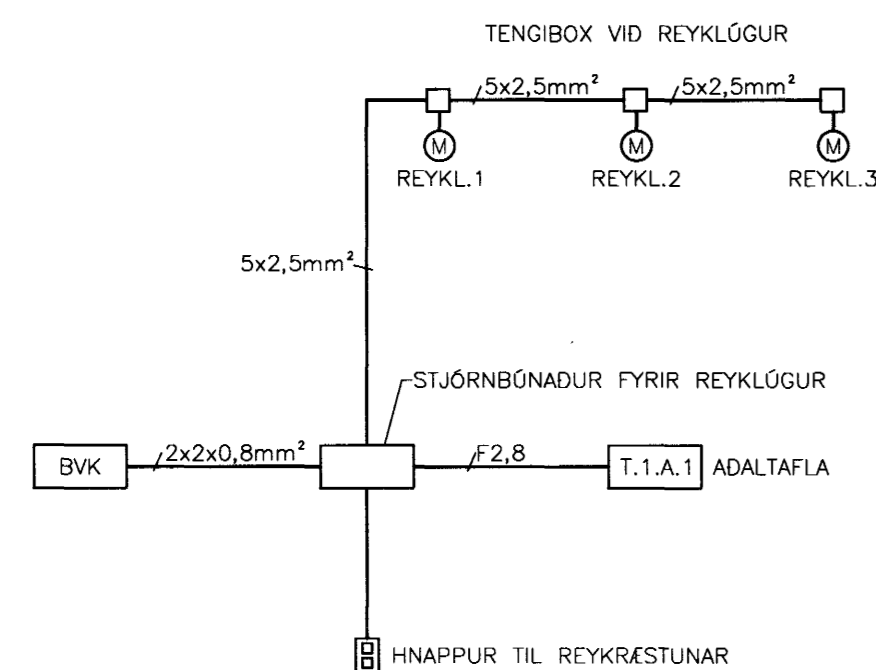 TENGIBOX VIÐ REYKLÚGUR
5x2,5mm² 5x2,5mm²
M M M
REYKL.1 REYKL.2 REYKL.3
5x2,5mm²
STJÓRNBÚNAÐUR FYRIR REYKLÚGUR
BVK 2x2x0,8mm² F2,8 T.1.A.1 AÐALTAFLA
HNAPPUR TIL REYKRÆSTUNAR